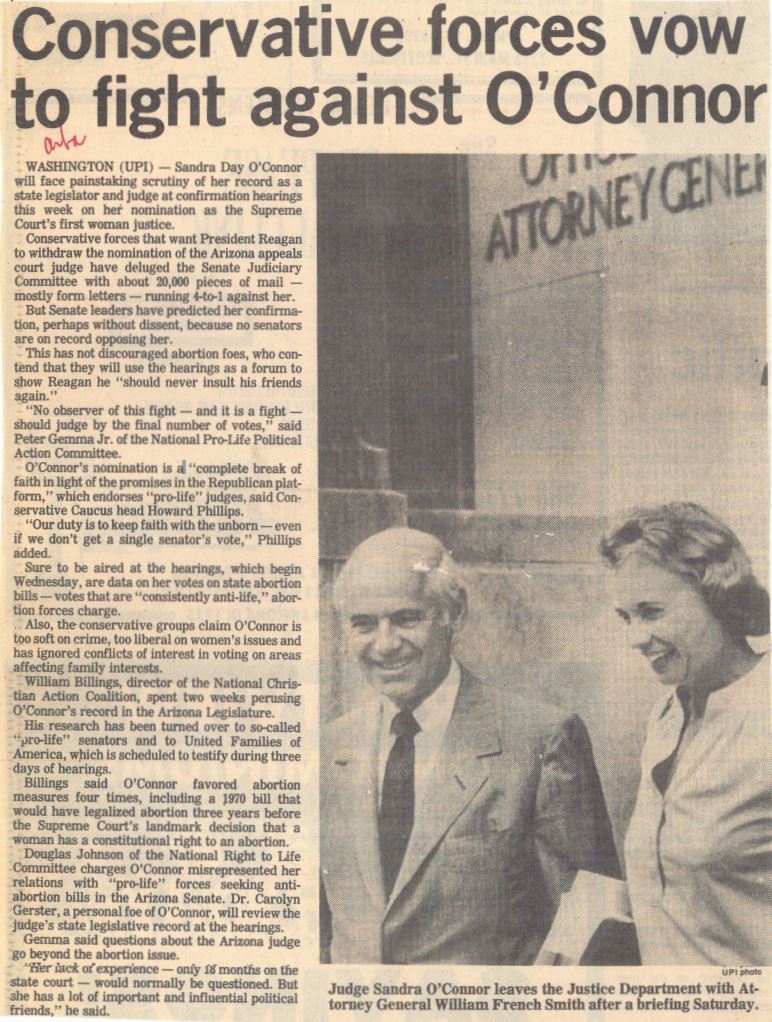 Conservative forces vow
to fight against O’Connor
WASHINGTON (UPI) — Sandra Day O’Connor
will face painstaking scrutiny of her record as a
state legislator and judge at confirmation hearings
this week on her nomination as the Supreme
Court’s first woman justice.
Conservative forces that want President Reagan
to withdraw the nomination of the Arizona appeals
court judge have deluged the Senate Judiciary
Committee with about 20,000 pieces of mail —
mostly form letters — running 4-to-1 against her.
But Senate leaders have predicted her confirma-
tion, perhaps without dissent, because no senators
are on record opposing her.
This has not discouraged abortion foes, who con-
tend that they will use the hearings as a forum to
show Reagan he “should never insult his friends
again.”
“No observer of this fight — and it is a fight —
should judge by the final number of votes,” said
Peter Gemma Jr. of the National Pro-Life Political
Action Committee.
O’Connor’s nomination is a “complete break of
faith in light of the promises in the Republican plat-
form,” which endorses “pro-life” judges, said Con-
servative Caucus head Howard Phillips.
“Our duty is to keep faith with the unborn — even
if we don’t get a single senator’s vote,” Phillips
added.
Sure to be aired at the hearings, which begin
Wednesday, are data on her votes on state abortion
bills — votes that are “consistently anti-life,” abor-
tion forces charge.
Also, the conservative groups claim O’Connor is
too soft on crime, too liberal on women’s issues and
has ignored conflicts of interest in voting on areas
affecting family interests.
William Billings, director of the National Chris-
tian Action Coalition, spent two weeks perusing
O’Connor’s record in the Arizona Legislature.
His research has been turned over to so-called
“pro-life” senators and to United Families of
America, which is scheduled to testify during three
days of hearings.
Billings said O’Connor favored abortion
measures four times, including a 1970 bill that
would have legalized abortion three years before
the Supreme Court’s landmark decision that a
woman has a constitutional right to an abortion.
Douglas Johnson of the National Right to Life
Committee charges O’Connor misrepresented her
relations with “pro-life” forces seeking anti-
abortion bills in the Arizona Senate. Dr. Carolyn
Gerster, a personal foe of O’Connor, will review the
judge’s state legislative record at the hearings.
Gemma said questions about the Arizona judge
go beyond the abortion issue.
“Her lack of experience — only 18 months on the
state court — would normally be questioned. But
she has a lot of important and influential political
friends,” he said.
ATTORNEY GENER
UPI photo
Judge Sandra O’Connor leaves the Justice Department with At-
torney General William French Smith after a briefing Saturday.